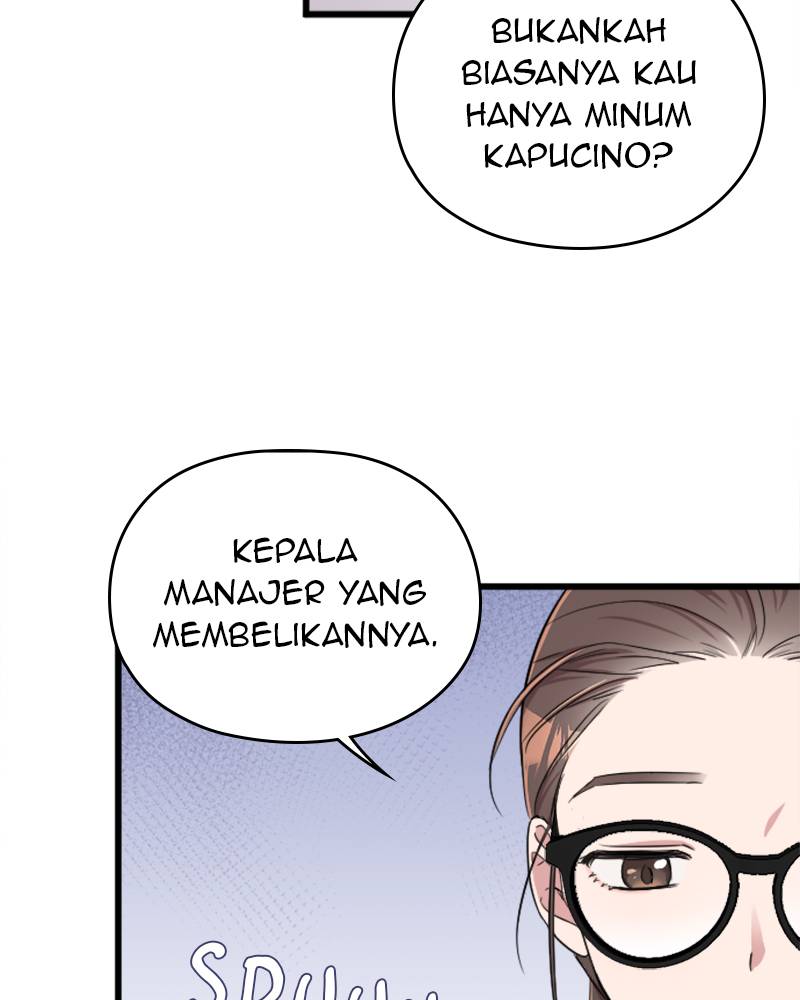 BUKANKAH
BIASANYA KAU
HANYA MINUM
KAPUCINO?
KEPALA
MANAJER YANG
MEMBELIKANNYA.